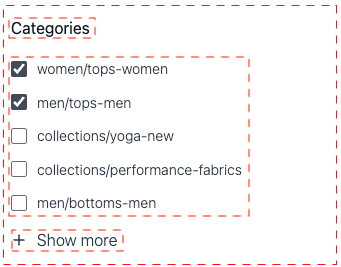 Categories
women/tops-women
men/tops-men
collections/yoga-new
collections/performance-fabrics
men/bottoms-men
+ Show more